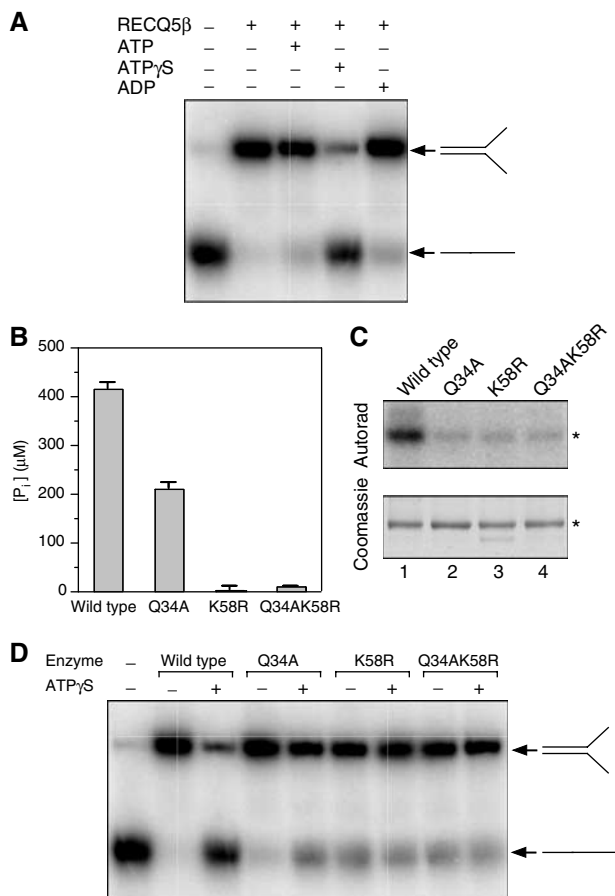 A
RECQ5β – + + + +
ATP – – + – –
ATPγS – – – + –
ADP – – – – +
B
500
400
300
200
100
0
[Pi] (μM)
Wild type Q34A K58R Q34AK58R
C
Wild type Q34A K58R Q34AK58R
Autorad *
Coomassie *
1 2 3 4
D
Enzyme – Wild type Q34A K58R Q34AK58R
ATPγS – – + – + – + – +